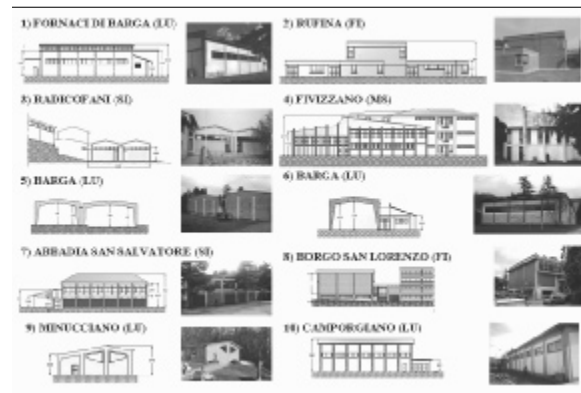 1) FORNACI DI BARGA (LU)
2) RUFINA (FI)
3) RADICOFANI (SI)
4) FIVIZZANO (MS)
5) BARGA (LU)
6) BARGA (LU)
7) ABBADIA SAN SALVATORE (SI)
8) BORGO SAN LORENZO (FI)
9) MINUCCIANO (LU)
10) CAMPORGIANO (LU)